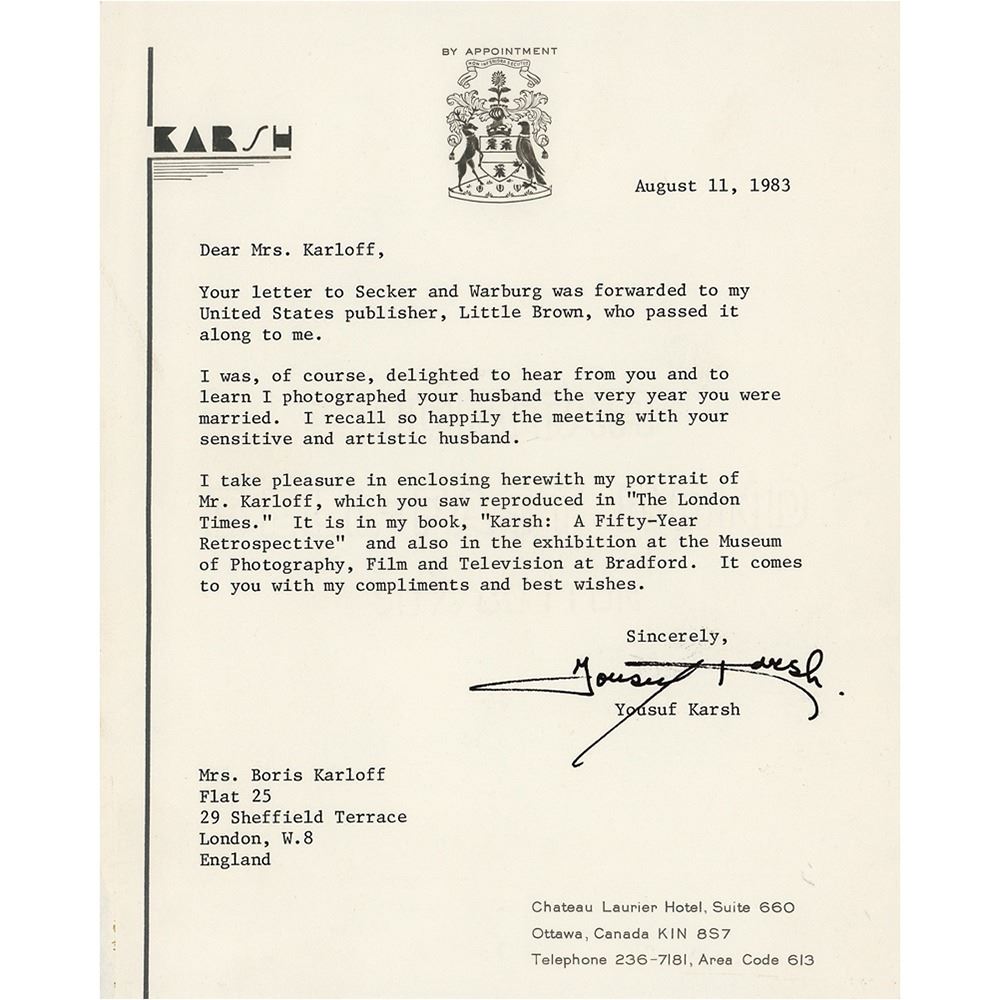 BY APPOINTMENT
KARSH
August 11, 1983
Dear Mrs. Karloff,
Your letter to Secker and Warburg was forwarded to my
United States publisher, Little Brown, who passed it
along to me.
I was, of course, delighted to hear from you and to
learn I photographed your husband the very year you were
married.  I recall so happily the meeting with your
sensitive and artistic husband.
I take pleasure in enclosing herewith my portrait of
Mr. Karloff, which you saw reproduced in "The London
Times."  It is in my book, "Karsh:  A Fifty-Year
Retrospective"  and also in the exhibition at the Museum
of Photography, Film and Television at Bradford.  It comes
to you with my compliments and best wishes.
Sincerely,
Yousuf Karsh.
Yousuf Karsh
Mrs. Boris Karloff
Flat 25
29 Sheffield Terrace
London, W.8
England
Chateau Laurier Hotel, Suite 660
Ottawa, Canada K1N 8S7
Telephone 236-7181, Area Code 613